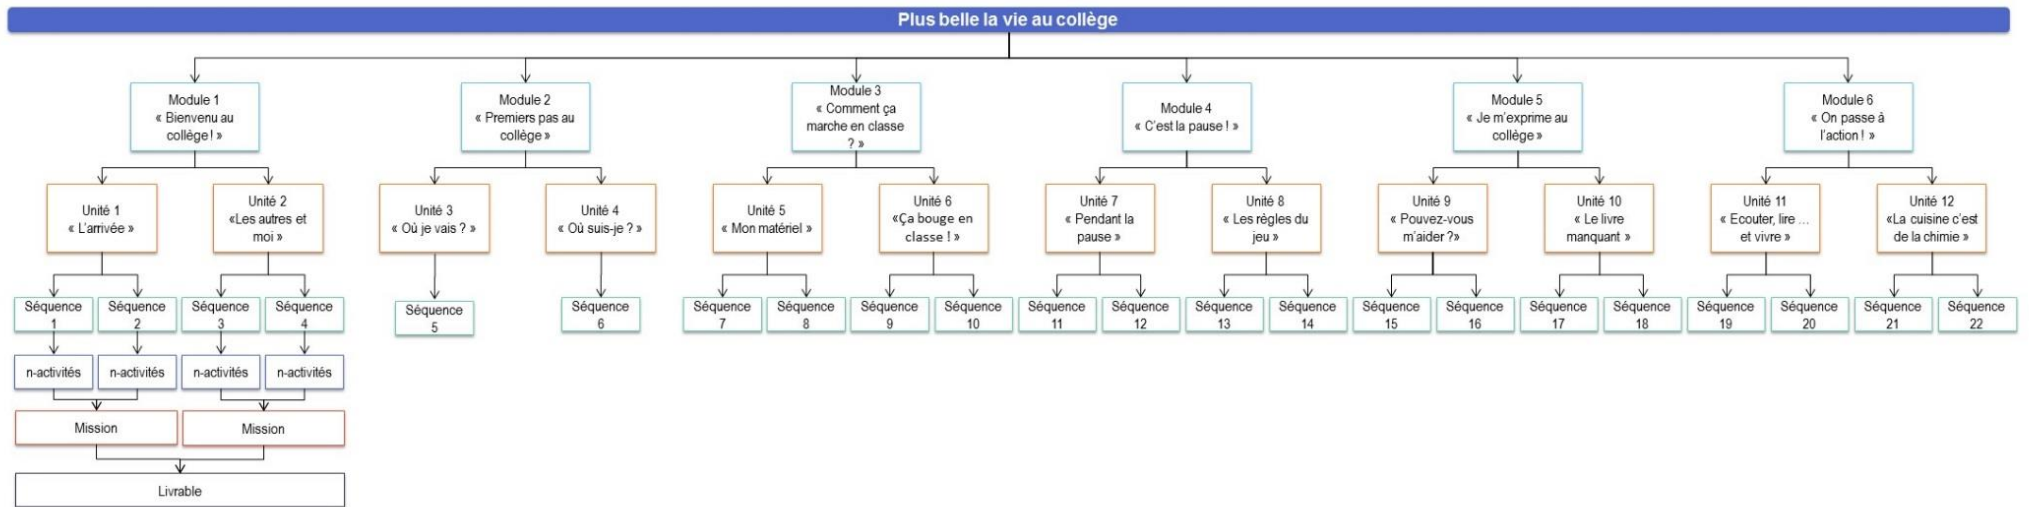 Plus belle la vie au collège
Module 1
« Bienvenu au
collège ! »
Module 2
« Premiers pas au
collège »
Module 3
« Comment ça
marche en classe
? »
Module 4
« C'est la pause ! »
Module 5
« Je m'exprime au
collège »
Module 6
« On passe à
l'action ! »
Unité 1
« L'arrivée »
Unité 2
«Les autres et
moi »
Unité 3
« Où je vais ? »
Unité 4
« Où suis-je ? »
Unité 5
« Mon matériel »
Unité 6
«Ça bouge en
classe ! »
Unité 7
« Pendant la
pause »
Unité 8
« Les règles du
jeu »
Unité 9
« Pouvez-vous
m'aider ?»
Unité 10
« Le livre
manquant »
Unité 11
« Ecouter, lire ...
et vivre »
Unité 12
«La cuisine c'est
de la chimie »
Séquence
1
Séquence
2
Séquence
3
Séquence
4
Séquence
5
Séquence
6
Séquence
7
Séquence
8
Séquence
9
Séquence
10
Séquence
11
Séquence
12
Séquence
13
Séquence
14
Séquence
15
Séquence
16
Séquence
17
Séquence
18
Séquence
19
Séquence
20
Séquence
21
Séquence
22
n-activités
n-activités
n-activités
n-activités
Mission
Mission
Livrable